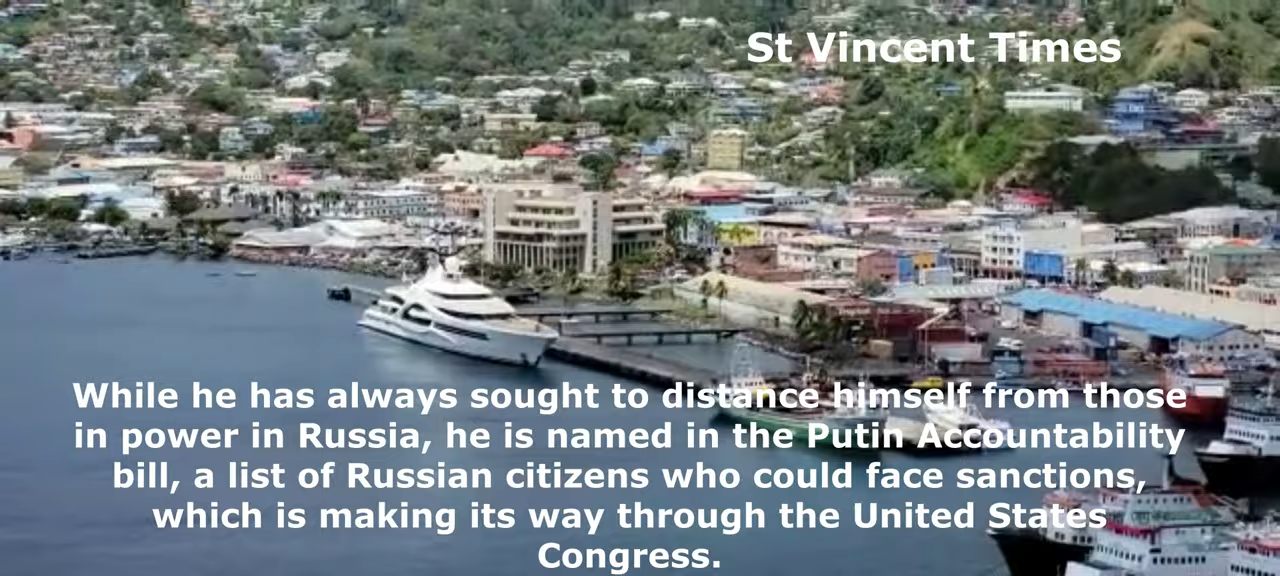 St Vincent Times
While he has always sought to distance himself from those
in power in Russia, he is named in the Putin Accountability
bill, a list of Russian citizens who could face sanctions,
which is making its way through the United States
Congress.